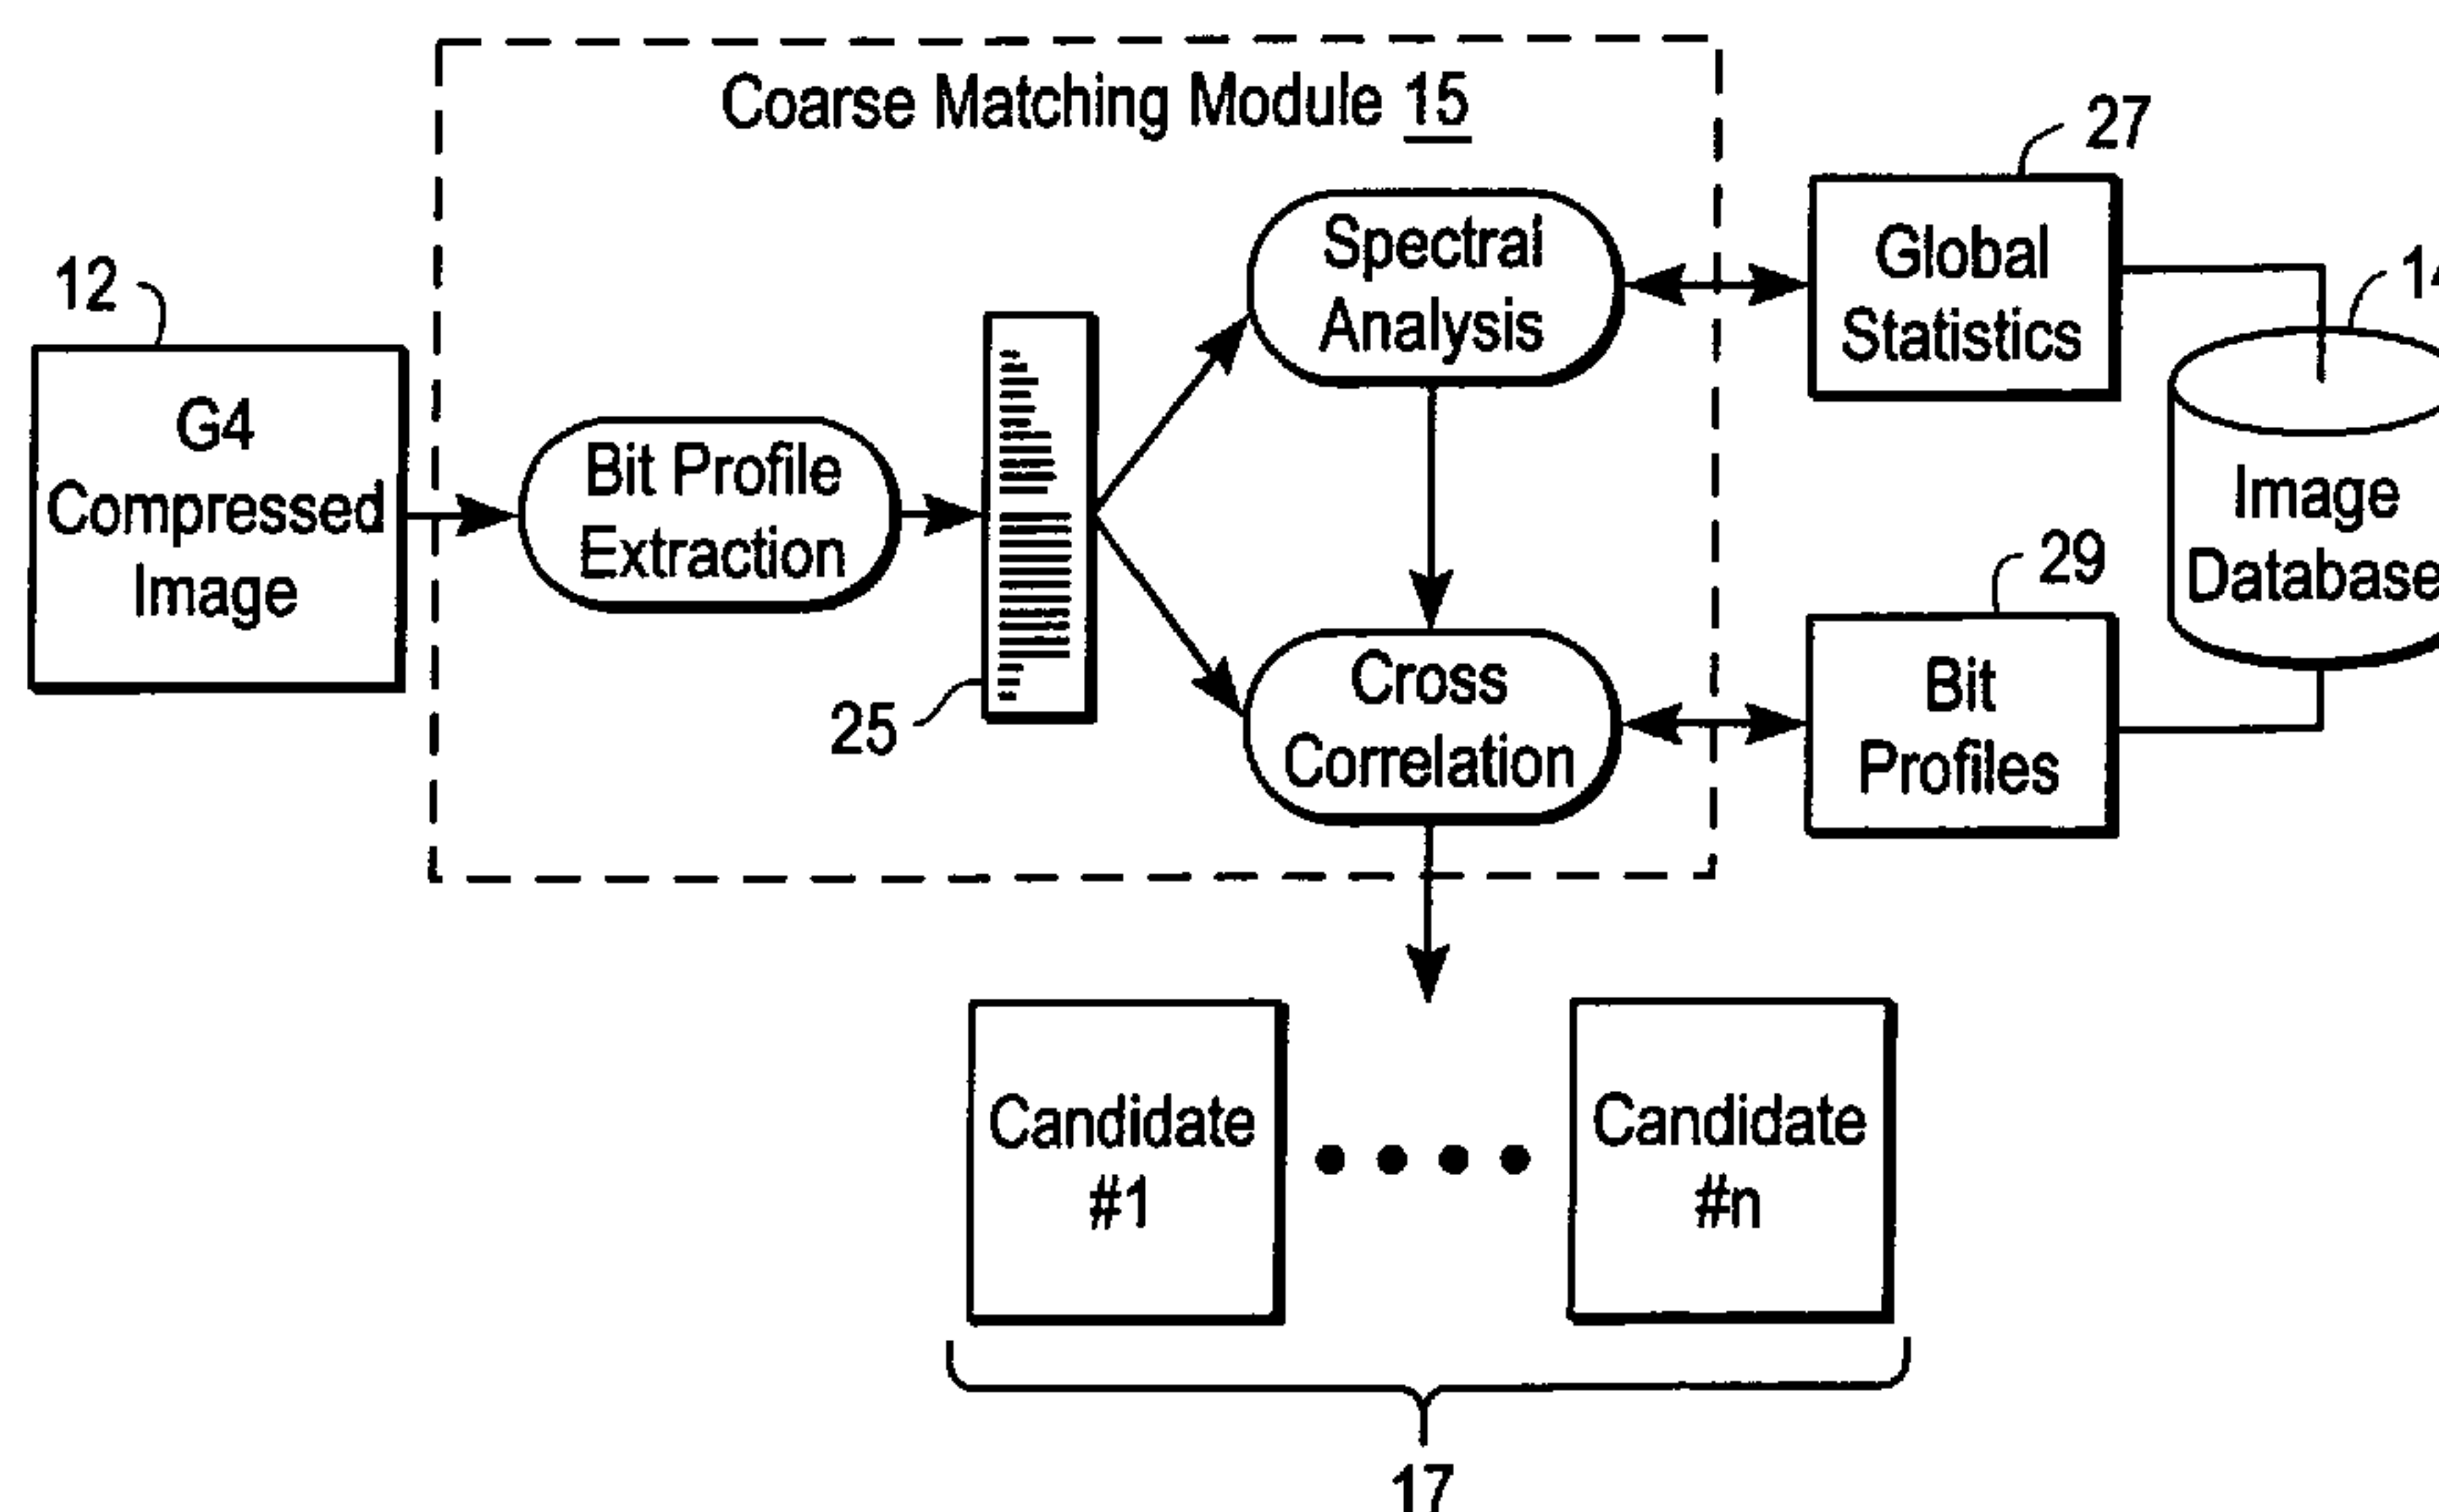 Coarse Matching Module 15
27
12
Spectral
Analysis
Global
Statistics
14
G4
Compressed
Image
Bit Profile
Extraction
Image
Database
29
25
Cross
Correlation
Bit
Profiles
Candidate
#1
Candidate
#n
17